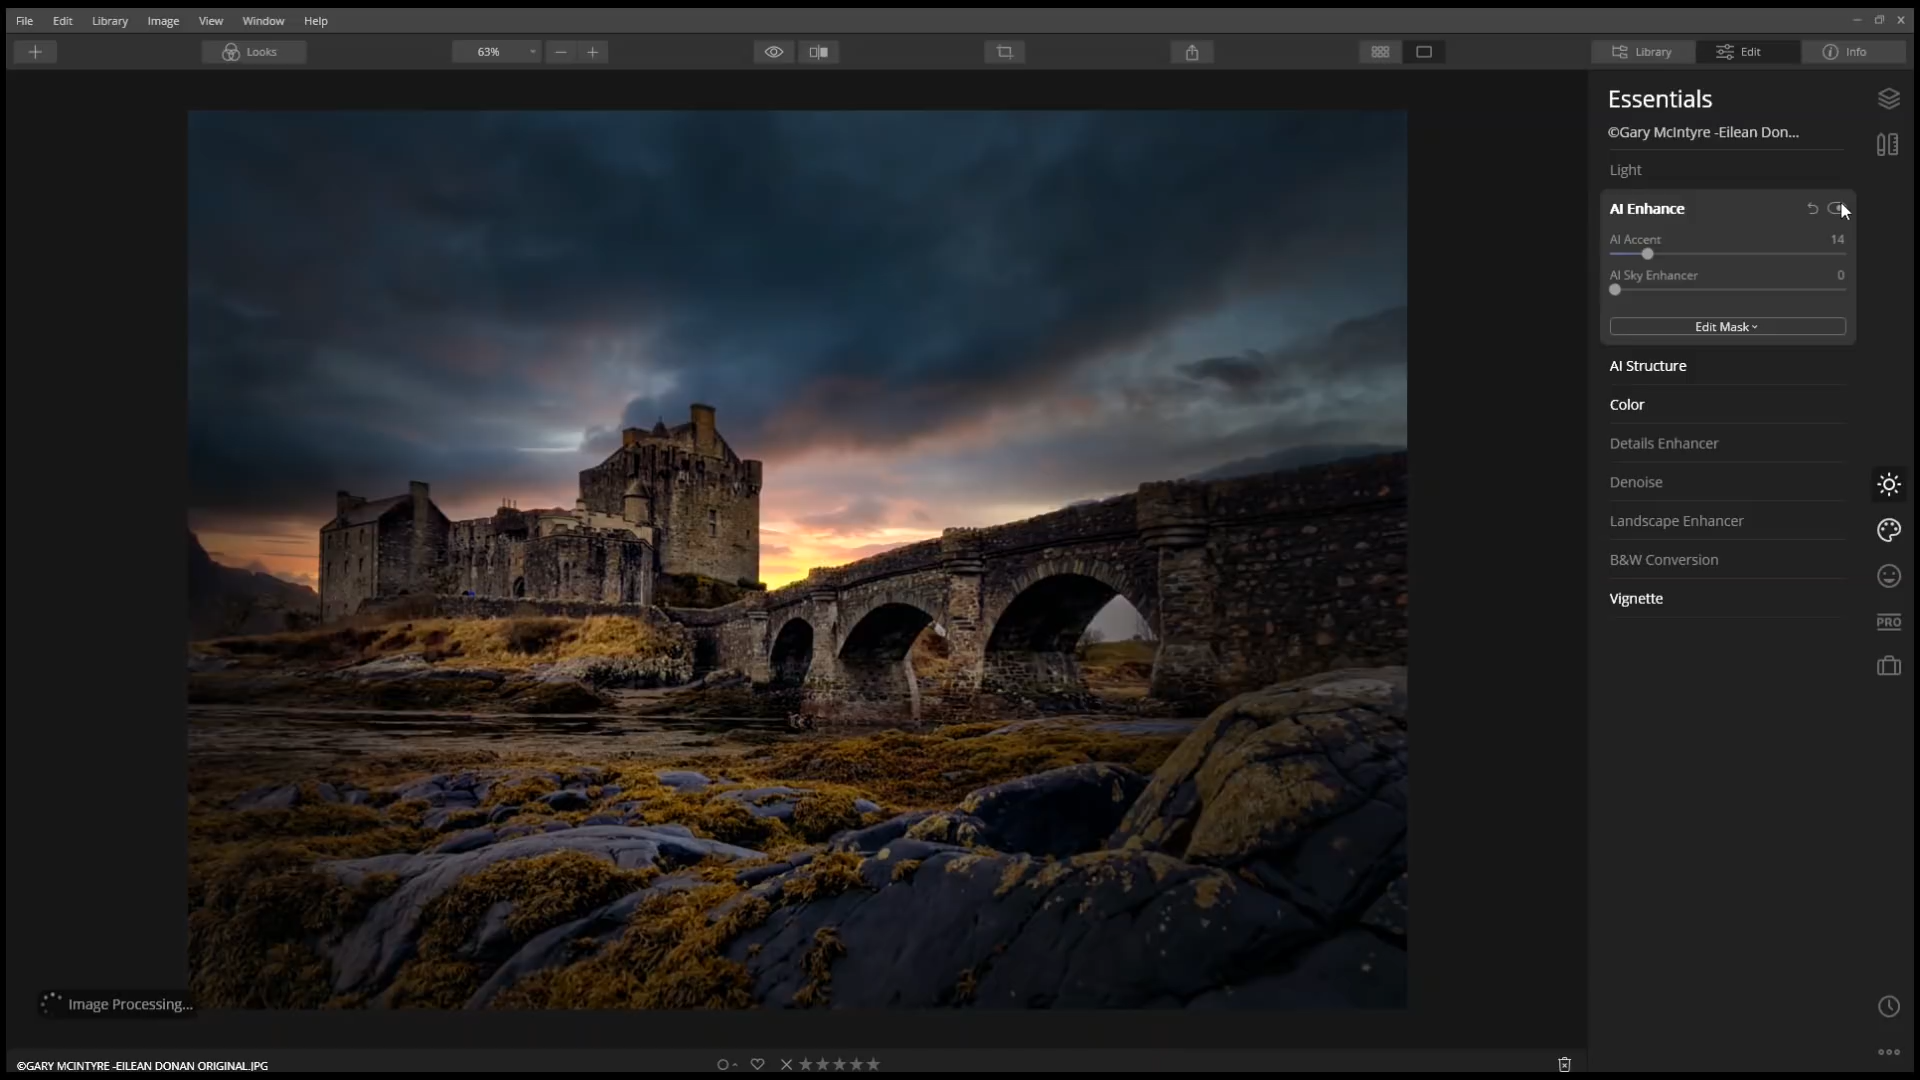 File Edit Library Image View Window Help
Looks 63% Library Edit Info
Essentials
©Gary McIntyre -Eilean Don...
Light
AI Enhance
AI Accent 14
AI Sky Enhancer 0
Edit Mask
AI Structure
Color
Details Enhancer
Denoise
Landscape Enhancer
B&W Conversion
Vignette
PRO
Image Processing...
©GARY MCINTYRE -EILEAN DONAN ORIGINAL.JPG